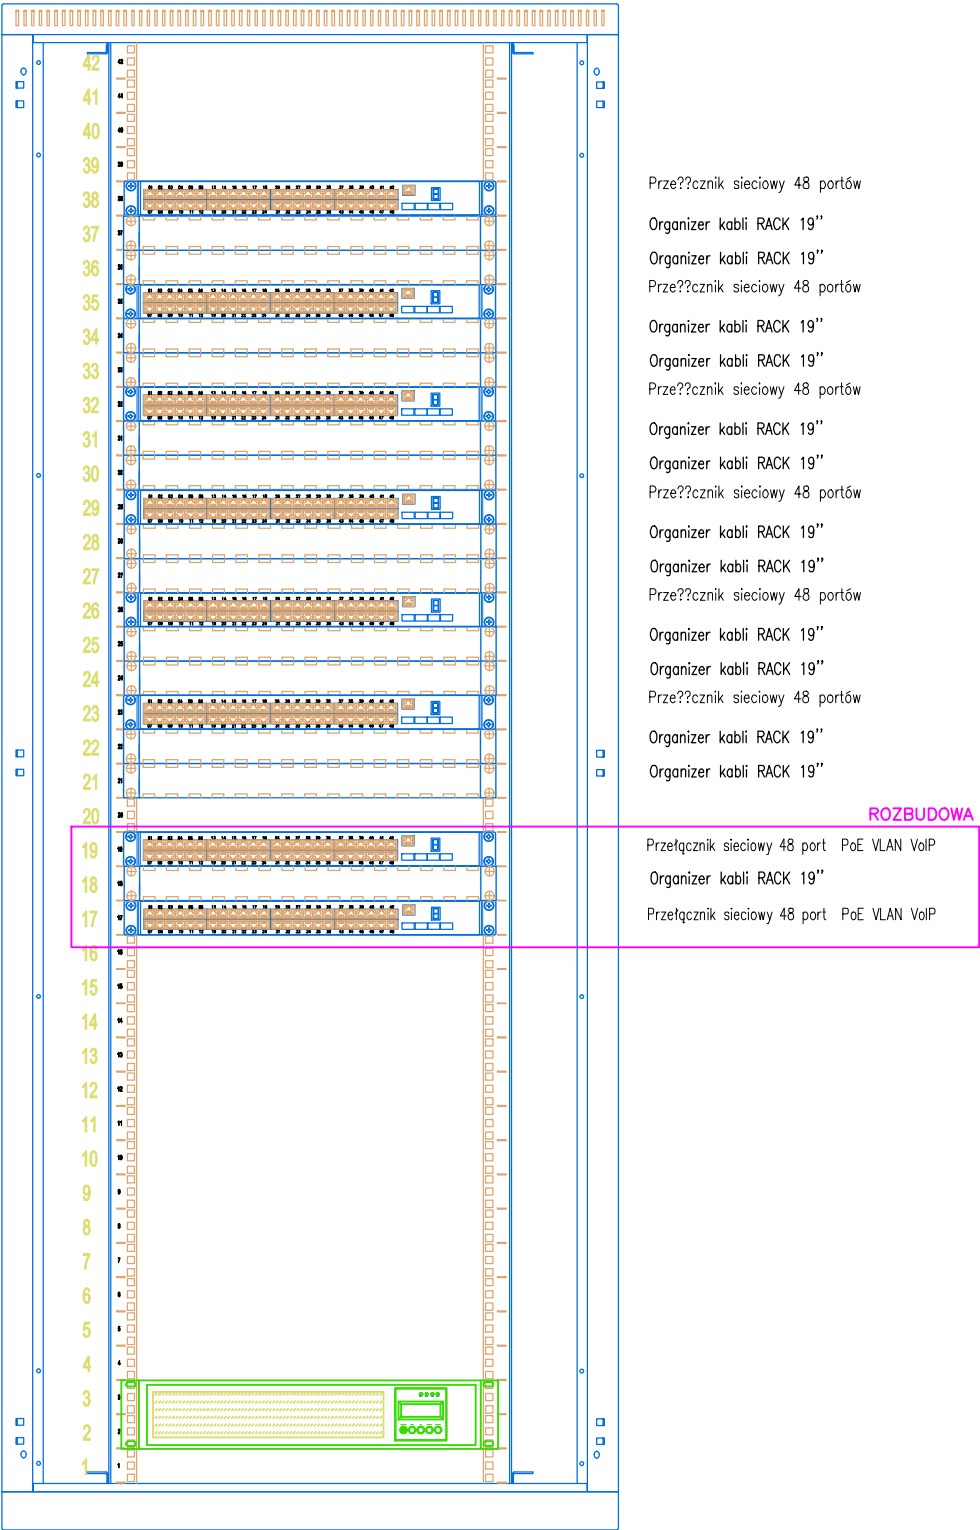 42
41
40
39
38 Prze??cznik sieciowy 48 portów
37 Organizer kabli RACK 19''
36 Organizer kabli RACK 19''
35 Prze??cznik sieciowy 48 portów
34 Organizer kabli RACK 19''
33 Organizer kabli RACK 19''
32 Prze??cznik sieciowy 48 portów
31 Organizer kabli RACK 19''
30 Organizer kabli RACK 19''
29 Prze??cznik sieciowy 48 portów
28 Organizer kabli RACK 19''
27 Organizer kabli RACK 19''
26 Prze??cznik sieciowy 48 portów
25 Organizer kabli RACK 19''
24 Organizer kabli RACK 19''
23 Prze??cznik sieciowy 48 portów
22 Organizer kabli RACK 19''
21 Organizer kabli RACK 19''
20 ROZBUDOWA
19 Przełącznik sieciowy 48 port PoE VLAN VoIP
18 Organizer kabli RACK 19''
17 Przełącznik sieciowy 48 port PoE VLAN VoIP
16
15
14
13
12
11
10
9
8
7
6
5
4
3
2
1